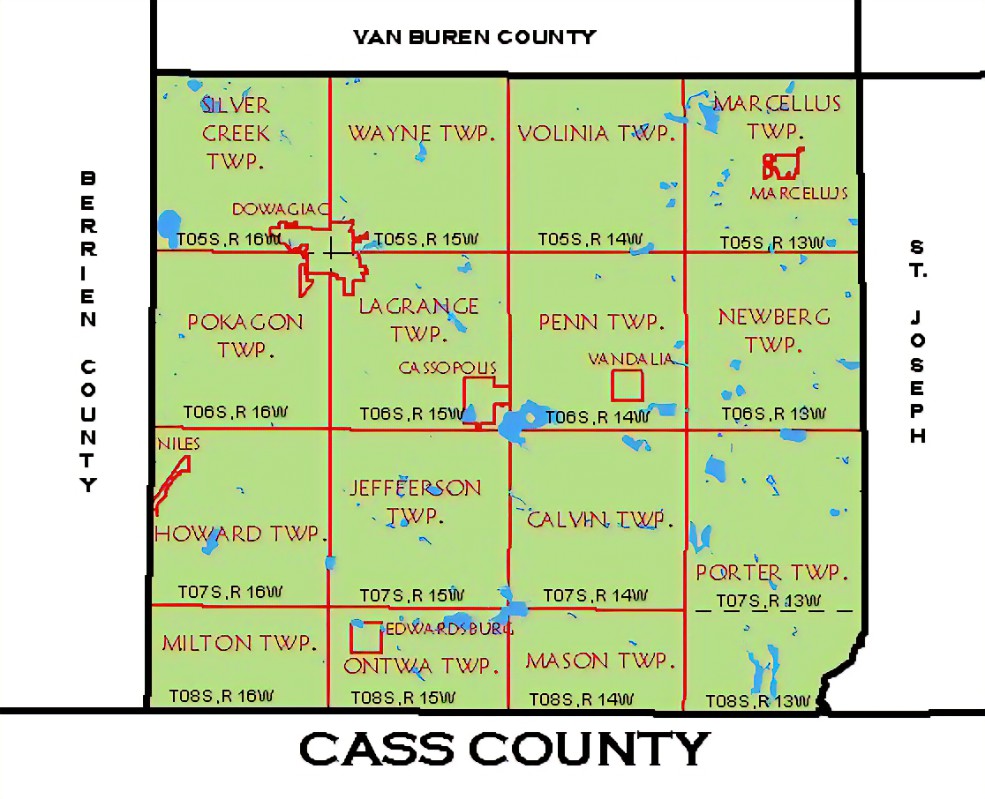 VAN BUREN COUNTY
BERRIEN COUNTY
ST. JOSEPH
SILVER
CREEK
TWP.
WAYNE TWP.
VOLINIA TWP.
MARCELLUS
TWP.
MARCELLUS
DOWAGIAC
T05S,R 16W
T05S,R 15W
T05S,R 14W
T05S,R 13W
POKAGON
TWP.
LAGRANGE
TWP.
PENN TWP.
NEWBERG
TWP.
CASSOPOLIS
VANDALIA
T06S,R 16W
T06S,R 15W
T06S,R 14W
T06S,R 13W
NILES
HOWARD TWP.
JEFFEERSON
TWP.
CALVIN TWP.
PORTER TWP.
T07S,R 16W
T07S,R 15W
T07S,R 14W
T07S,R 13W
MILTON TWP.
EDWARDSBURG
ONTWA TWP.
MASON TWP.
T08S,R 16W
T08S,R 15W
T08S,R 14W
T08S,R 13W
CASS COUNTY